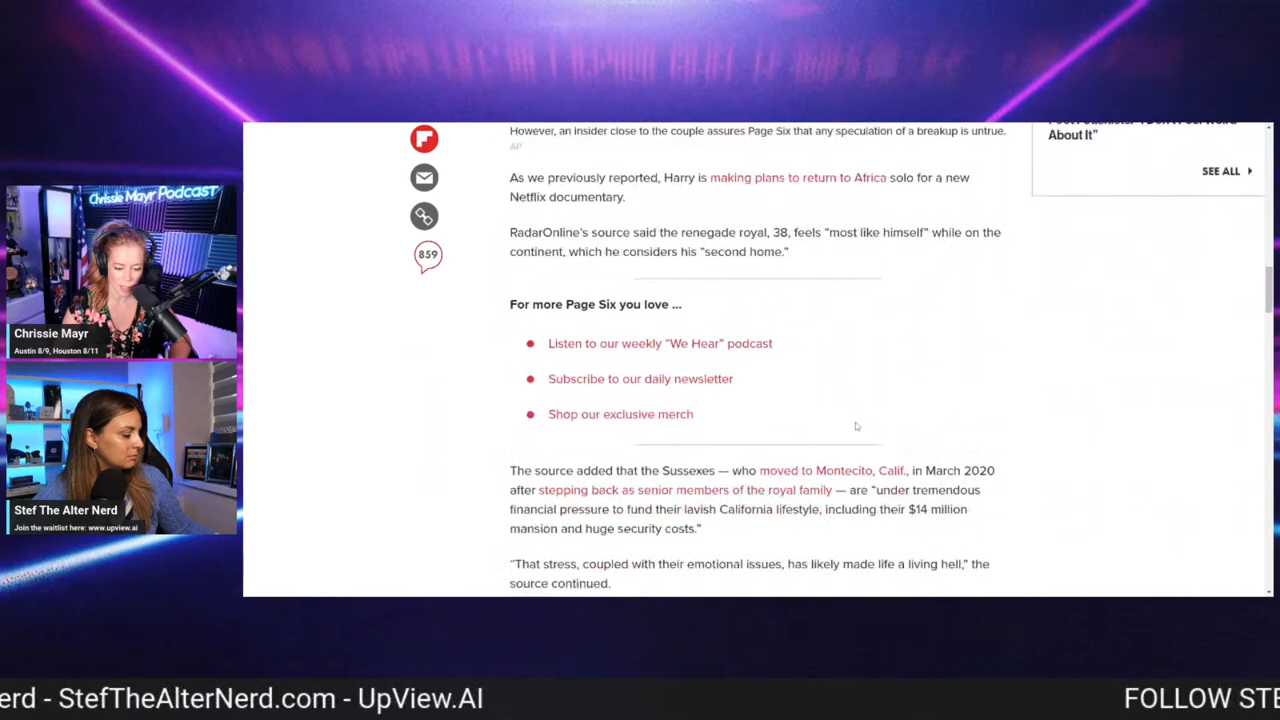 However, an insider close to the couple assures Page Six that any speculation of a breakup is untrue.
AP
About It”
SEE ALL
As we previously reported, Harry is making plans to return to Africa solo for a new
Netflix documentary.
RadarOnline’s source said the renegade royal, 38, feels “most like himself” while on the
continent, which he considers his “second home.”
859
For more Page Six you love ...
Listen to our weekly “We Hear” podcast
Subscribe to our daily newsletter
Shop our exclusive merch
The source added that the Sussexes — who moved to Montecito, Calif., in March 2020
after stepping back as senior members of the royal family — are “under tremendous
financial pressure to fund their lavish California lifestyle, including their $14 million
mansion and huge security costs.”
“That stress, coupled with their emotional issues, has likely made life a living hell,” the
source continued.
Chrissie Mayr Podcast
Chrissie Mayr
Austin 8/9, Houston 8/11
Stef The Alter Nerd
Join the waitlist here: www.upview.ai
erd - StefTheAlterNerd.com - UpView.AI
FOLLOW STE